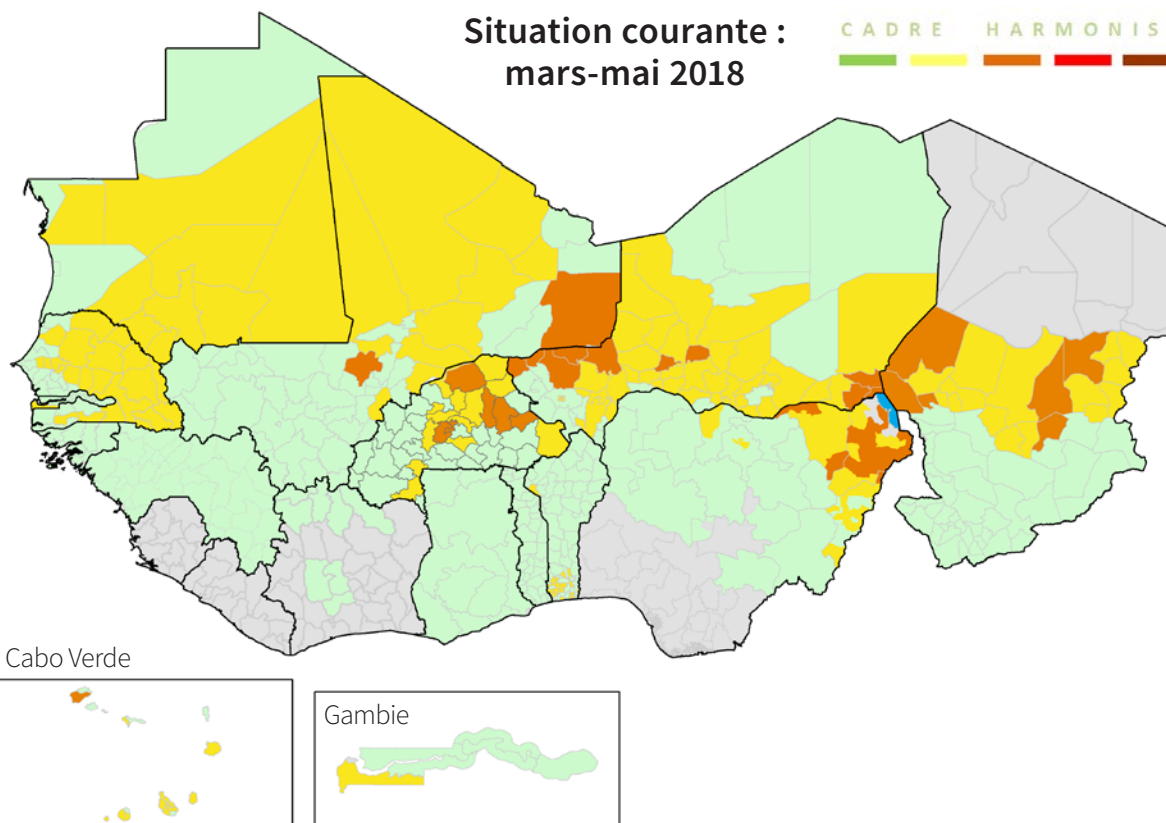 Situation courante :
mars-mai 2018
CADRE HARMONIS
Cabo Verde
Gambie